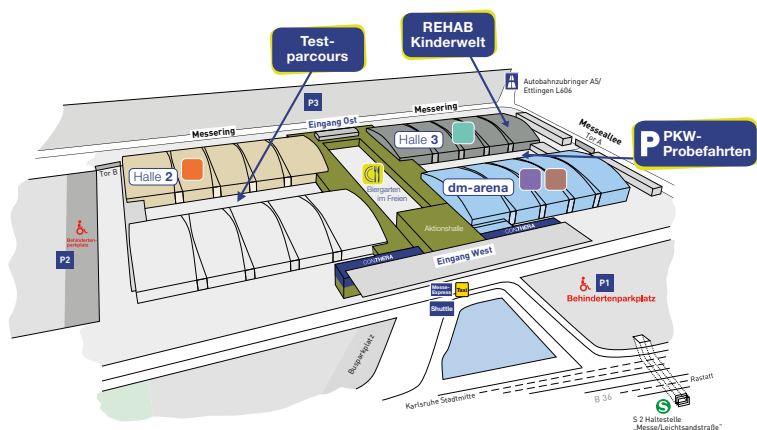 Test-
parcours
REHAB
Kinderwelt
Autobahnzubringer A5/
Ettlingen L606
P3
Messering
Messering
Eingang Ost
Messeallee
Tor A
P PKW-
Probefahrten
Halle 3
Tor B
Halle 2
dm-arena
Biergarten
im Freien
Aktionshalle
Behinderten-
parkplatz
P2
CONTHERA
CONTHERA
Eingang West
P1
Behindertenparkplatz
Messe-
Express
Taxi
Shuttle
Busparkplatz
Karlsruhe Stadtmitte
B 36
Rastatt
S
S 2 Haltestelle
„Messe/Leichtsandstraße"